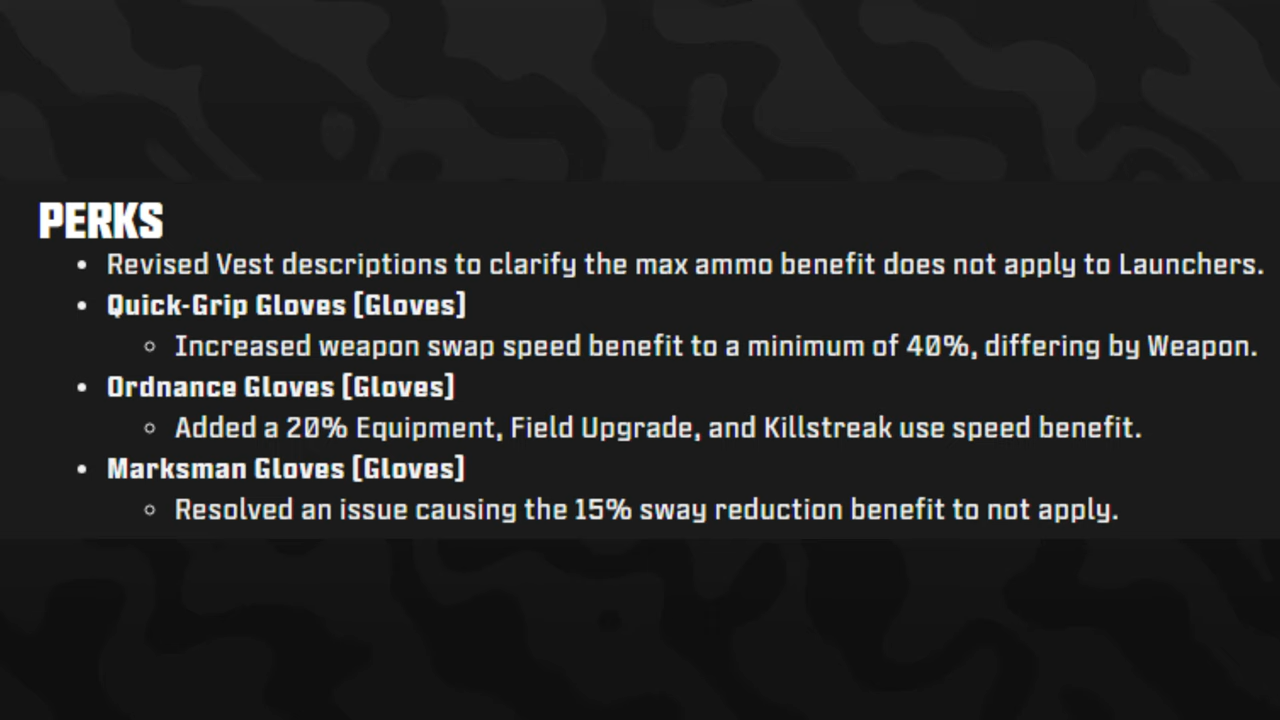 PERKS
• Revised Vest descriptions to clarify the max ammo benefit does not apply to Launchers.
• Quick-Grip Gloves [Gloves]
◦ Increased weapon swap speed benefit to a minimum of 40%, differing by Weapon.
• Ordnance Gloves [Gloves]
◦ Added a 20% Equipment, Field Upgrade, and Killstreak use speed benefit.
• Marksman Gloves [Gloves]
◦ Resolved an issue causing the 15% sway reduction benefit to not apply.